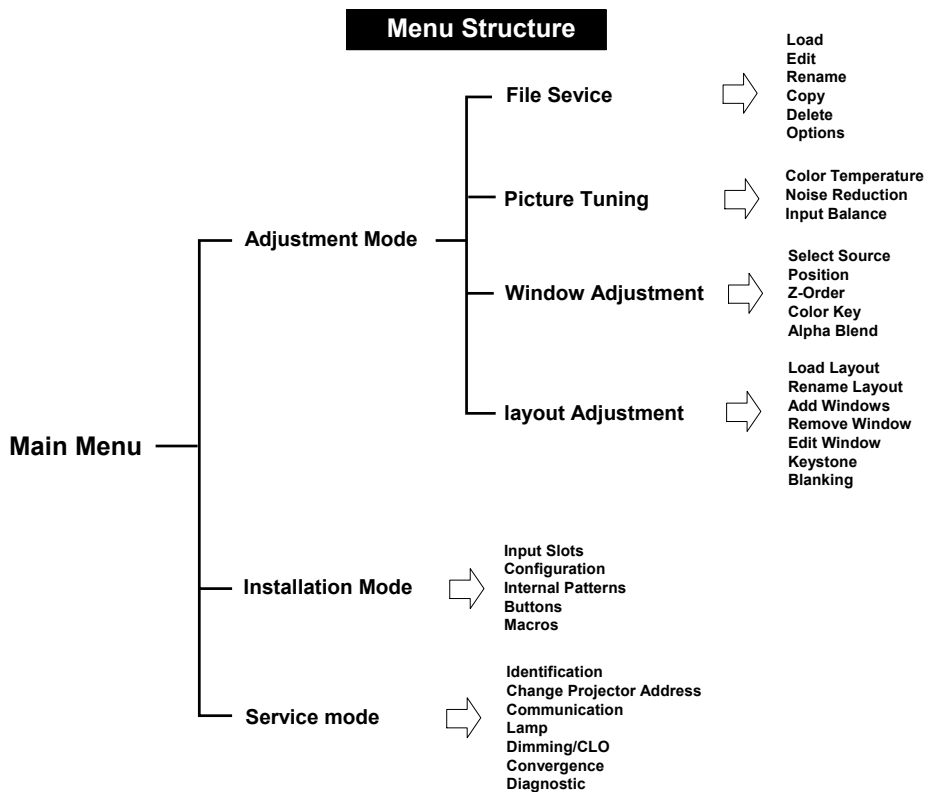 Menu Structure
File Sevice
Load
Edit
Rename
Copy
Delete
Options
Picture Tuning
Color Temperature
Noise Reduction
Input Balance
Adjustment Mode
Window Adjustment
Select Source
Position
Z-Order
Color Key
Alpha Blend
layout Adjustment
Load Layout
Rename Layout
Add Windows
Remove Window
Edit Window
Keystone
Blanking
Main Menu
Installation Mode
Input Slots
Configuration
Internal Patterns
Buttons
Macros
Service mode
Identification
Change Projector Address
Communication
Lamp
Dimming/CLO
Convergence
Diagnostic